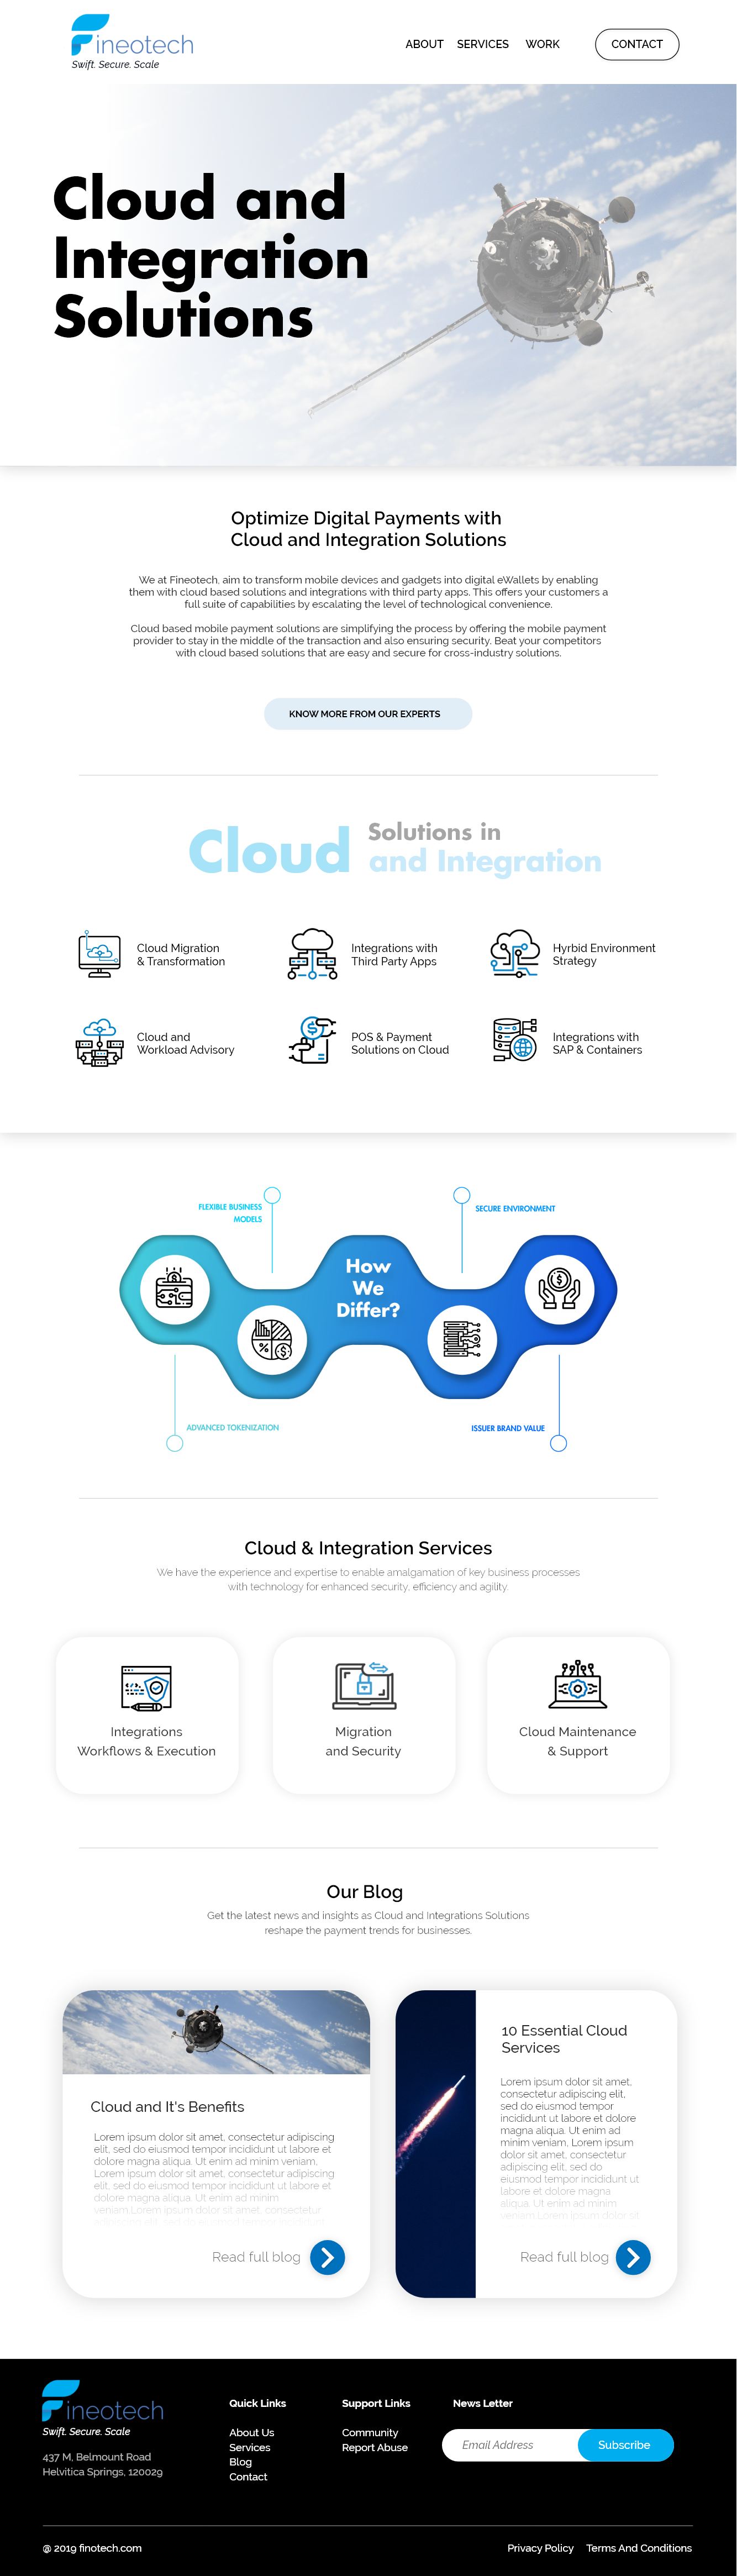 Fineotech
Swift. Secure. Scale
ABOUT SERVICES WORK CONTACT
Cloud and
Integration
Solutions
Optimize Digital Payments with
Cloud and Integration Solutions
We at Fineotech, aim to transform mobile devices and gadgets into digital eWallets by enabling
them with cloud based solutions and integrations with third party apps. This offers your customers a
full suite of capabilities by escalating the level of technological convenience.
Cloud based mobile payment solutions are simplifying the process by offering the mobile payment
provider to stay in the middle of the transaction and also ensuring security. Beat your competitors
with cloud based solutions that are easy and secure for cross-industry solutions.
KNOW MORE FROM OUR EXPERTS
Cloud
Solutions in
and Integration
Cloud Migration
& Transformation
Integrations with
Third Party Apps
Hyrbid Environment
Strategy
Cloud and
Workload Advisory
POS & Payment
Solutions on Cloud
Integrations with
SAP & Containers
FLEXIBLE BUSINESS
MODELS
SECURE ENVIRONMENT
How
We
Differ?
ADVANCED TOKENIZATION
ISSUER BRAND VALUE
Cloud & Integration Services
We have the experience and expertise to enable amalgamation of key business processes
with technology for enhanced security, efficiency and agility.
Integrations
Workflows & Execution
Migration
and Security
Cloud Maintenance
& Support
Our Blog
Get the latest news and insights as Cloud and Integrations Solutions
reshape the payment trends for businesses.
Cloud and It's Benefits
Lorem ipsum dolor sit amet, consectetur adipiscing
elit, sed do eiusmod tempor incididunt ut labore et
dolore magna aliqua. Ut enim ad minim veniam,
Lorem ipsum dolor sit amet, consectetur adipiscing
elit, sed do eiusmod tempor incididunt ut labore et
dolore magna aliqua. Ut enim ad minim
veniam Lorem ipsum dolor sit amet, consectetur
Read full blog
10 Essential Cloud
Services
Lorem ipsum dolor sit amet,
consectetur adipiscing elit,
sed do eiusmod tempor
incididunt ut labore et dolore
magna aliqua. Ut enim ad
minim veniam, Lorem ipsum
dolor sit amet, consectetur
adipiscing elit, sed do
eiusmod tempor incididunt ut
labore et dolore magna
aliqua. Ut enim ad minim
veniam Lorem ipsum dolor sit
Read full blog
Fineotech
Swift. Secure. Scale
437 M, Belmount Road
Helvitica Springs, 120029
Quick Links
About Us
Services
Blog
Contact
Support Links
Community
Report Abuse
News Letter
Email Address
Subscribe
@ 2019 finotech.com
Privacy Policy Terms And Conditions